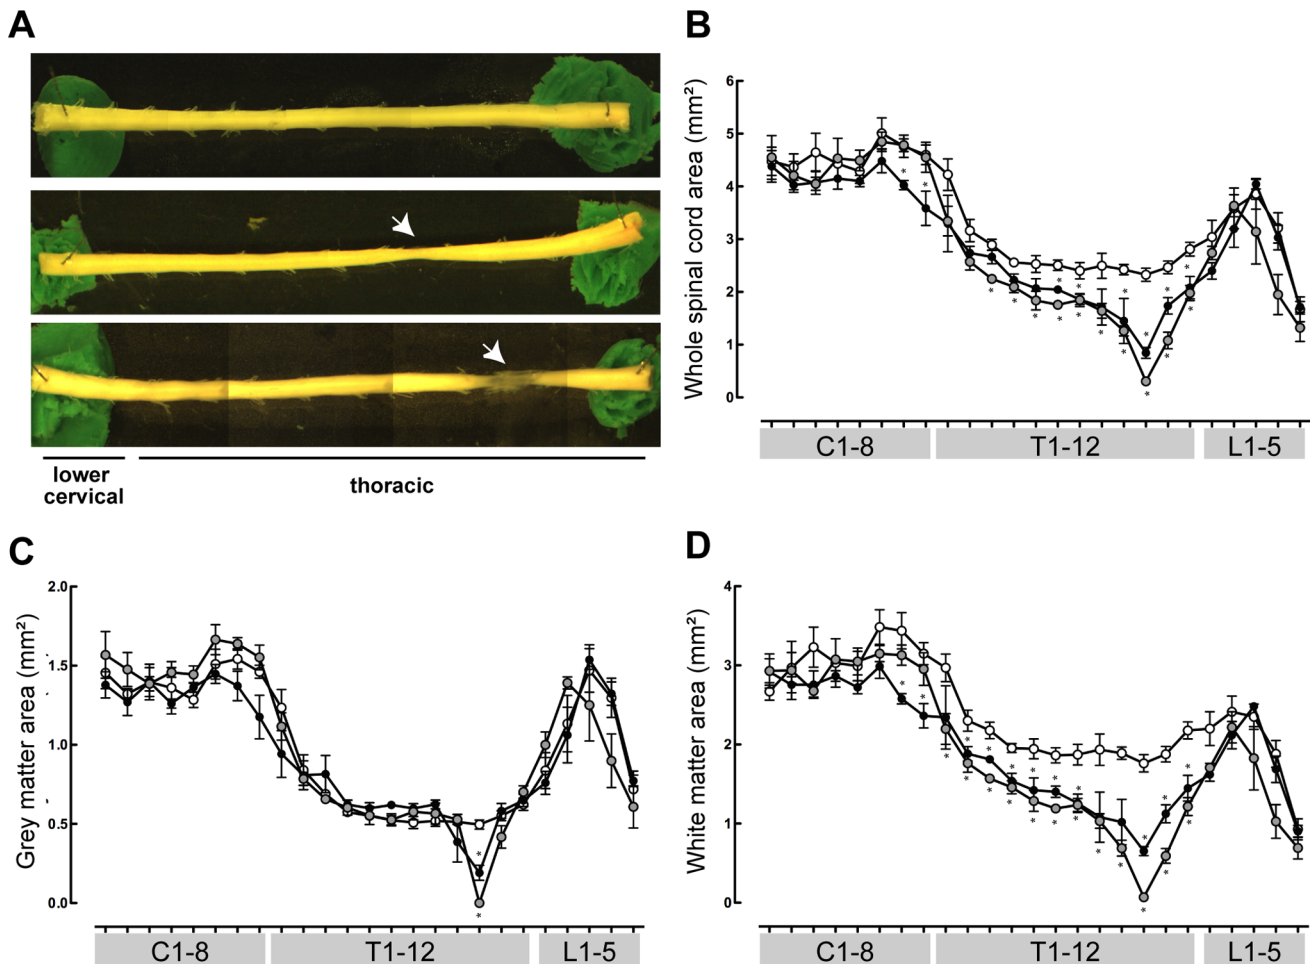 A
lower
cervical
thoracic
B
Whole spinal cord area (mm²)
6
5
4
3
2
1
0
C1-8
T1-12
L1-5
C
Grey matter area (mm²)
2.0
1.5
1.0
0.5
0.0
C1-8
T1-12
L1-5
D
White matter area (mm²)
4
3
2
1
0
C1-8
T1-12
L1-5